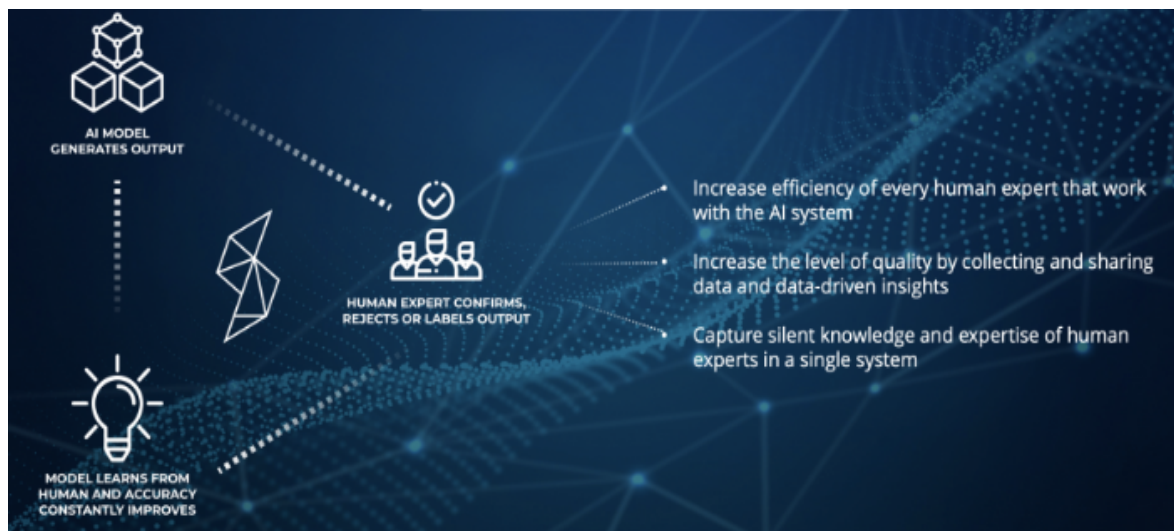 AI MODEL
GENERATES OUTPUT
HUMAN EXPERT CONFIRMS,
REJECTS OR LABELS OUTPUT
Increase efficiency of every human expert that work
with the AI system
Increase the level of quality by collecting and sharing
data and data-driven insights
Capture silent knowledge and expertise of human
experts in a single system
MODEL LEARNS FROM
HUMAN AND ACCURACY
CONSTANTLY IMPROVES